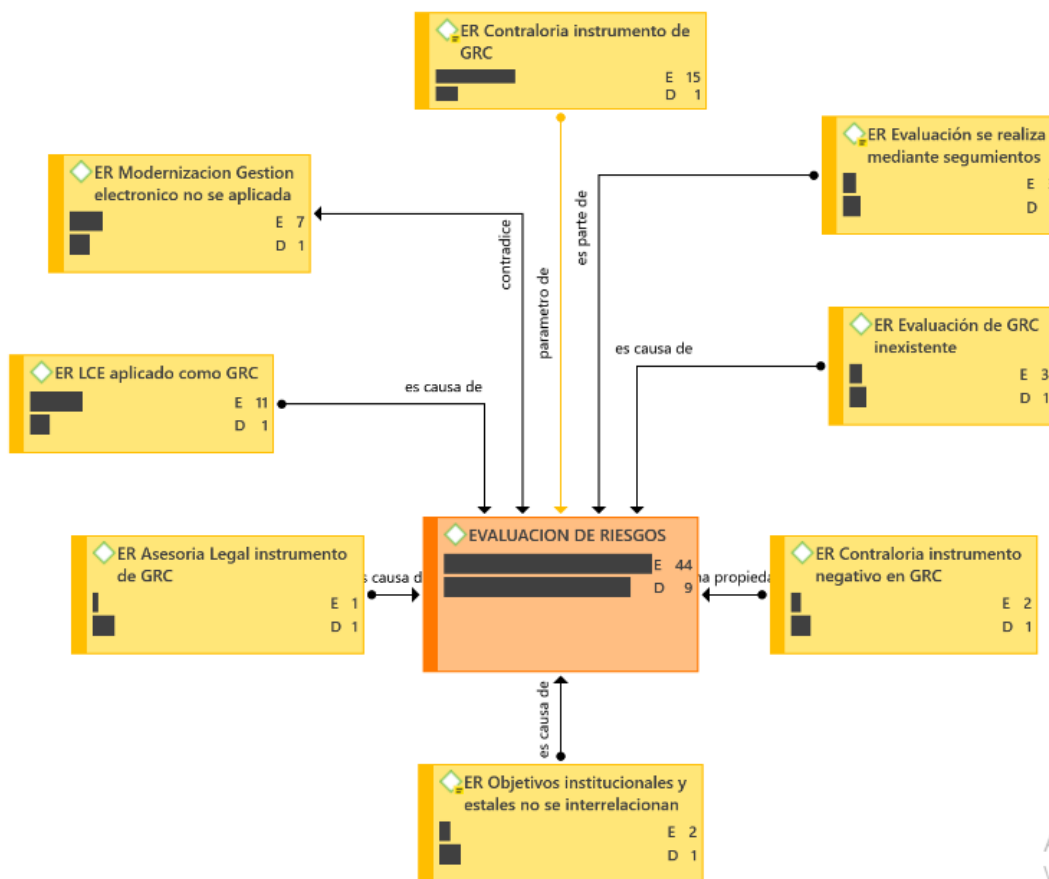 ER Contraloria instrumento de
GRC
E 15
D 1
ER Evaluación se realiza
mediante segumientos
E
D
ER Modernizacion Gestion
electronico no se aplicada
E 7
D 1
contradice
parametro de
es parte de
ER Evaluación de GRC
inexistente
E 3
D 1
es causa de
ER LCE aplicado como GRC
E 11
D 1
es causa de
EVALUACION DE RIESGOS
E 44
D 9
ER Asesoria Legal instrumento
de GRC
E 1
D 1
s causa d
ER Contraloria instrumento
negativo en GRC
E 2
D 1
na propieda
es causa de
ER Objetivos institucionales y
estales no se interrelacionan
E 2
D 1